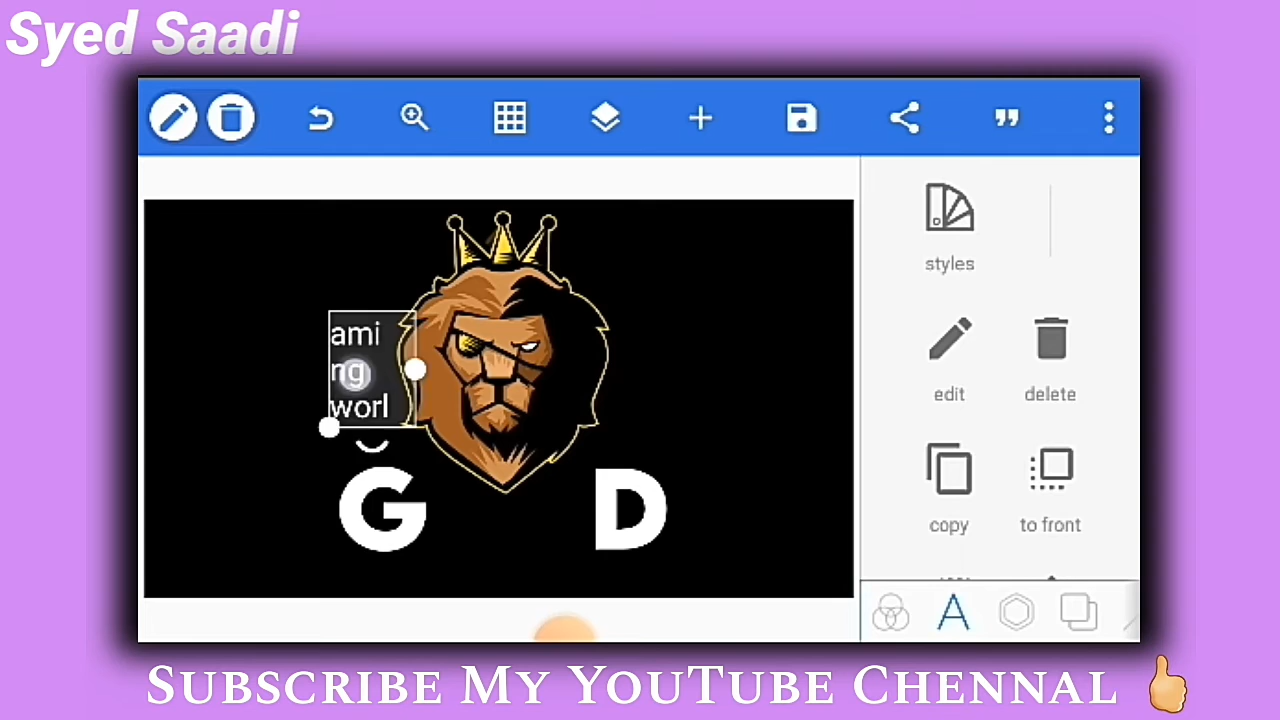 Syed Saadi
styles
ami
ng
worl
edit
delete
Ğ
D
copy
to front
A
SUBSCRIBE MY YOUTUBE CHENNAL